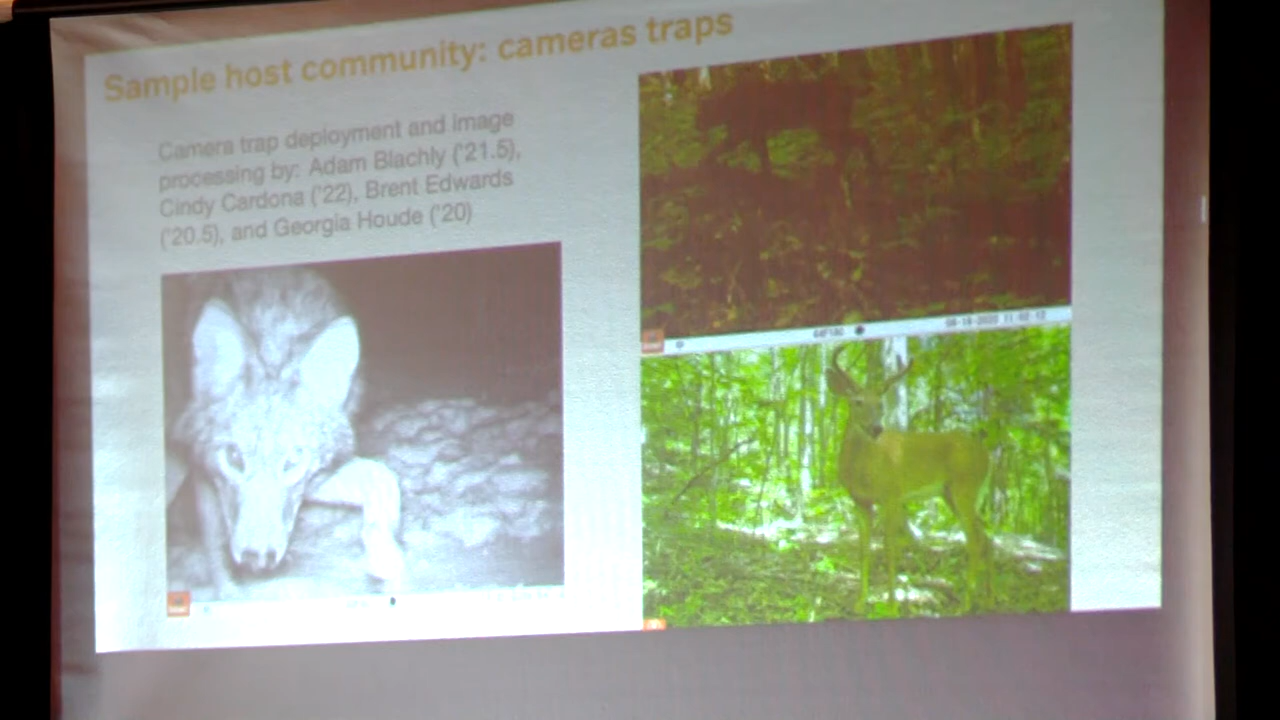 Sample host community: cameras traps
Camera trap deployment and image
processing by: Adam Blachly ('21.5),
Cindy Cardona ('22), Brent Edwards
('20.5), and Georgia Houde ('20)